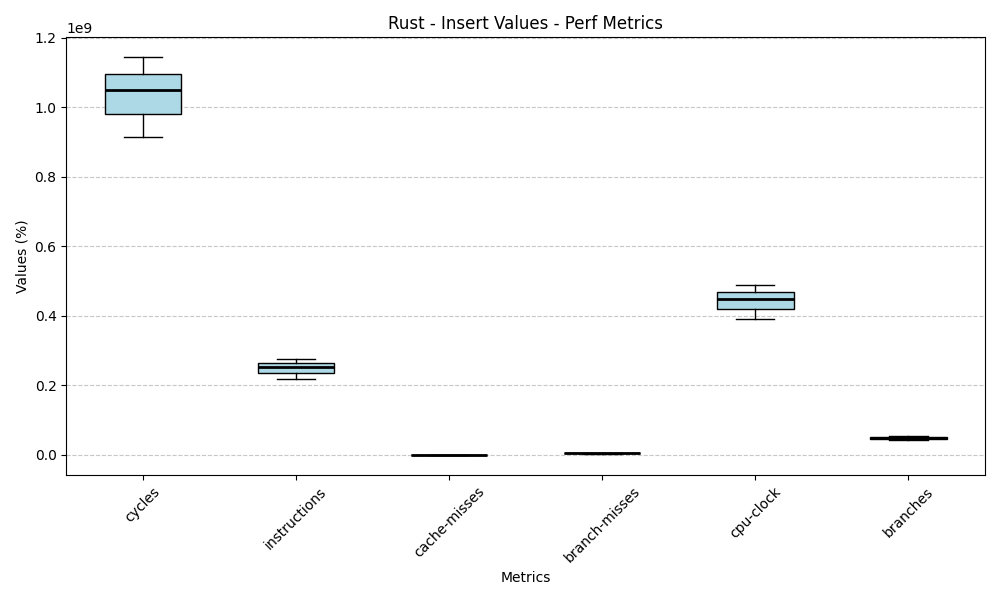 Rust - Insert Values - Perf Metrics
1e9
1.2
1.0
0.8
0.6
0.4
0.2
0.0
Values (%)
cycles
instructions
cache-misses
branch-misses
cpu-clock
branches
Metrics